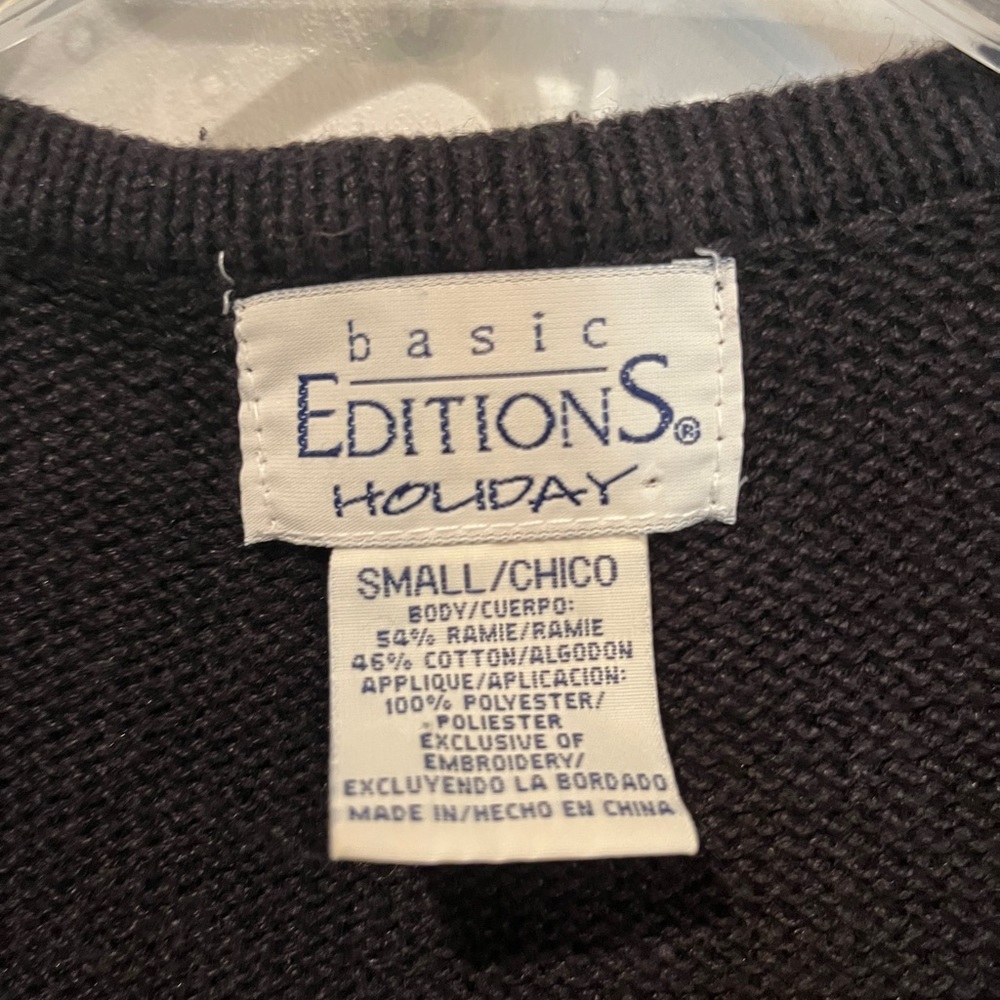 basic
EDITIONS®
HOLIDAY
SMALL/CHICO
BODY/CUERPO:
54% RAMIE/RAMIE
46% COTTON/ALGODON
APPLIQUE/APLICACION:
100% POLYESTER/
POLIESTER
EXCLUSIVE OF
EMBROIDERY/
EXCLUYENDO LA BORDADO
MADE IN/HECHO EN CHINA